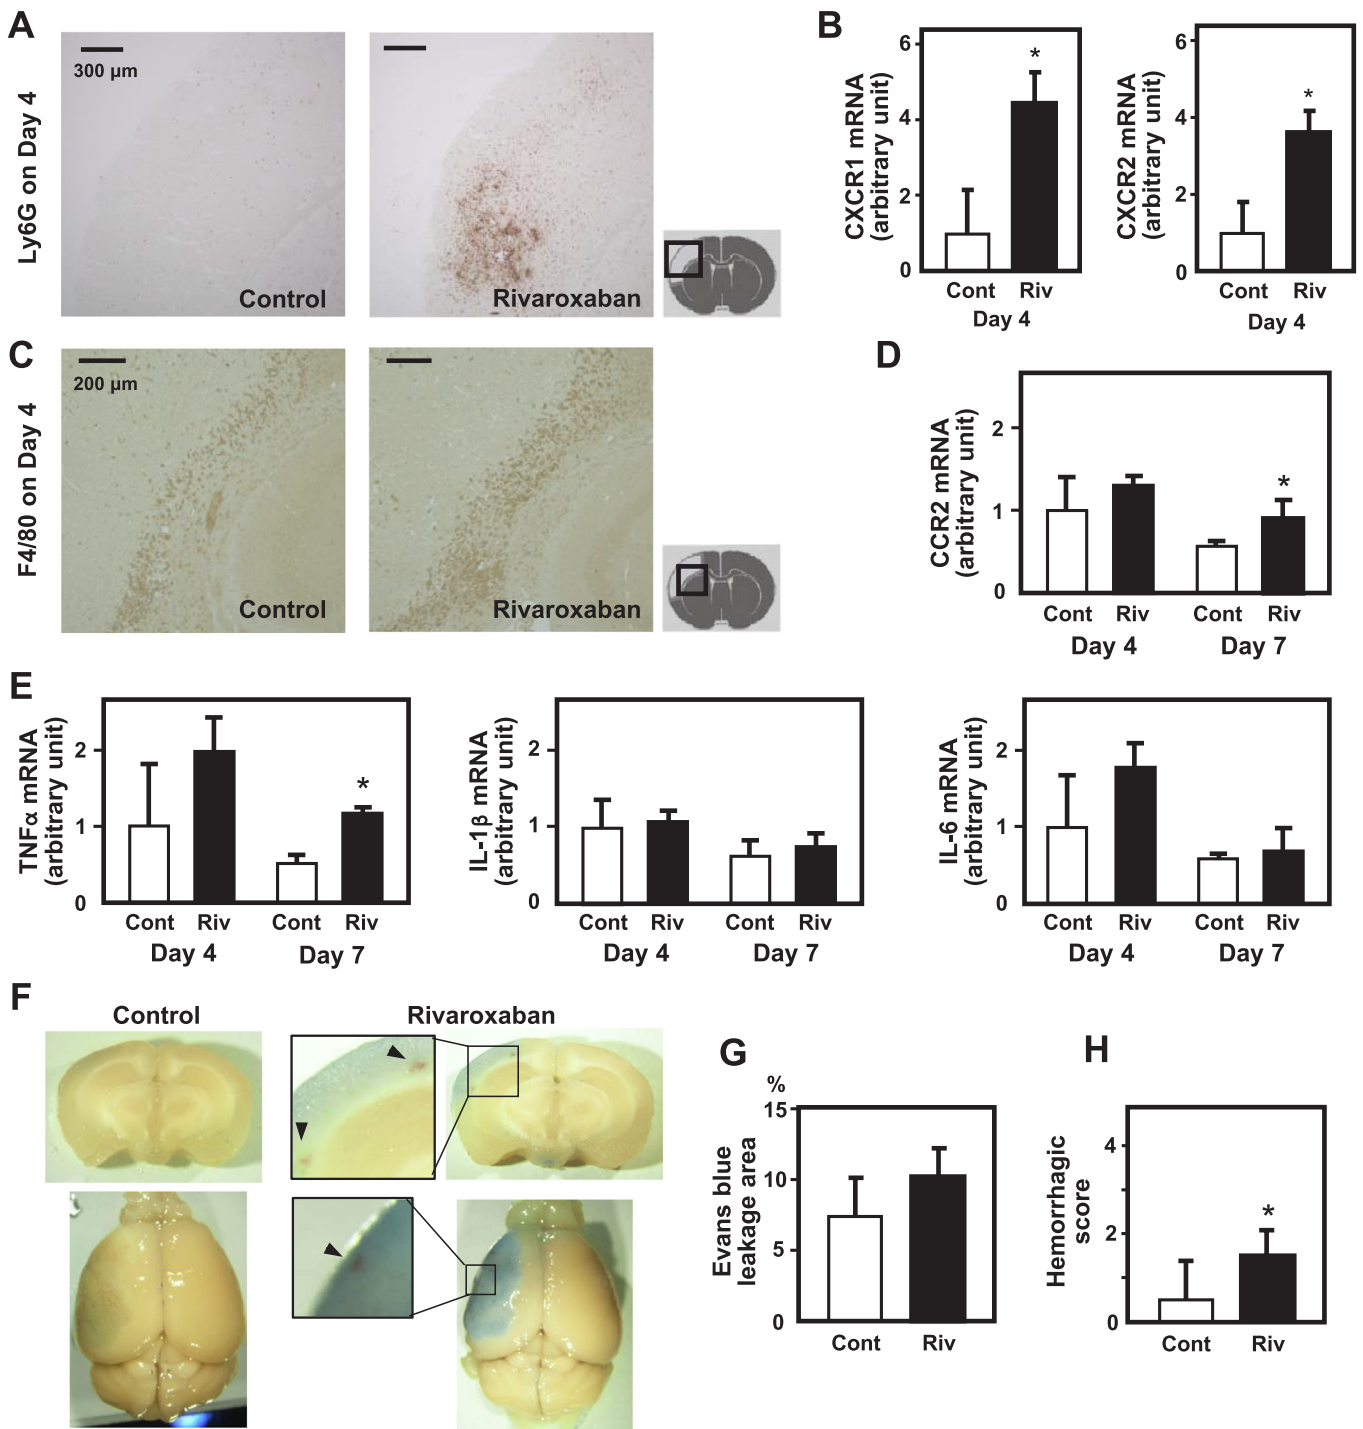 A
Ly6G on Day 4
300 µm
Control
Rivaroxaban
B
CXCR1 mRNA
(arbitrary unit)
6
4
2
0
*
Cont Riv
Day 4
CXCR2 mRNA
(arbitrary unit)
6
4
2
0
*
Cont Riv
Day 4
C
F4/80 on Day 4
200 µm
Control
Rivaroxaban
D
CCR2 mRNA
(arbitrary unit)
2
1
0
*
Cont Riv Cont Riv
Day 4 Day 7
E
TNFα mRNA
(arbitrary unit)
2
1
0
*
Cont Riv Cont Riv
Day 4 Day 7
IL-1β mRNA
(arbitrary unit)
2
1
0
Cont Riv Cont Riv
Day 4 Day 7
IL-6 mRNA
(arbitrary unit)
2
1
0
Cont Riv Cont Riv
Day 4 Day 7
F
Control
Rivaroxaban
G
%
Evans blue
leakage area
15
10
5
0
Cont Riv
H
Hemorrhagic
score
4
2
0
*
Cont Riv